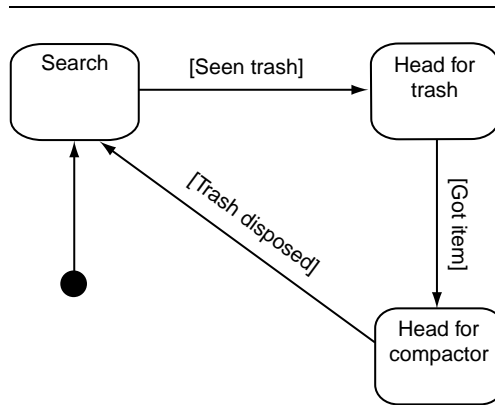 Search
[Seen trash]
Head for
trash
[Got item]
[Trash disposed]
Head for
compactor